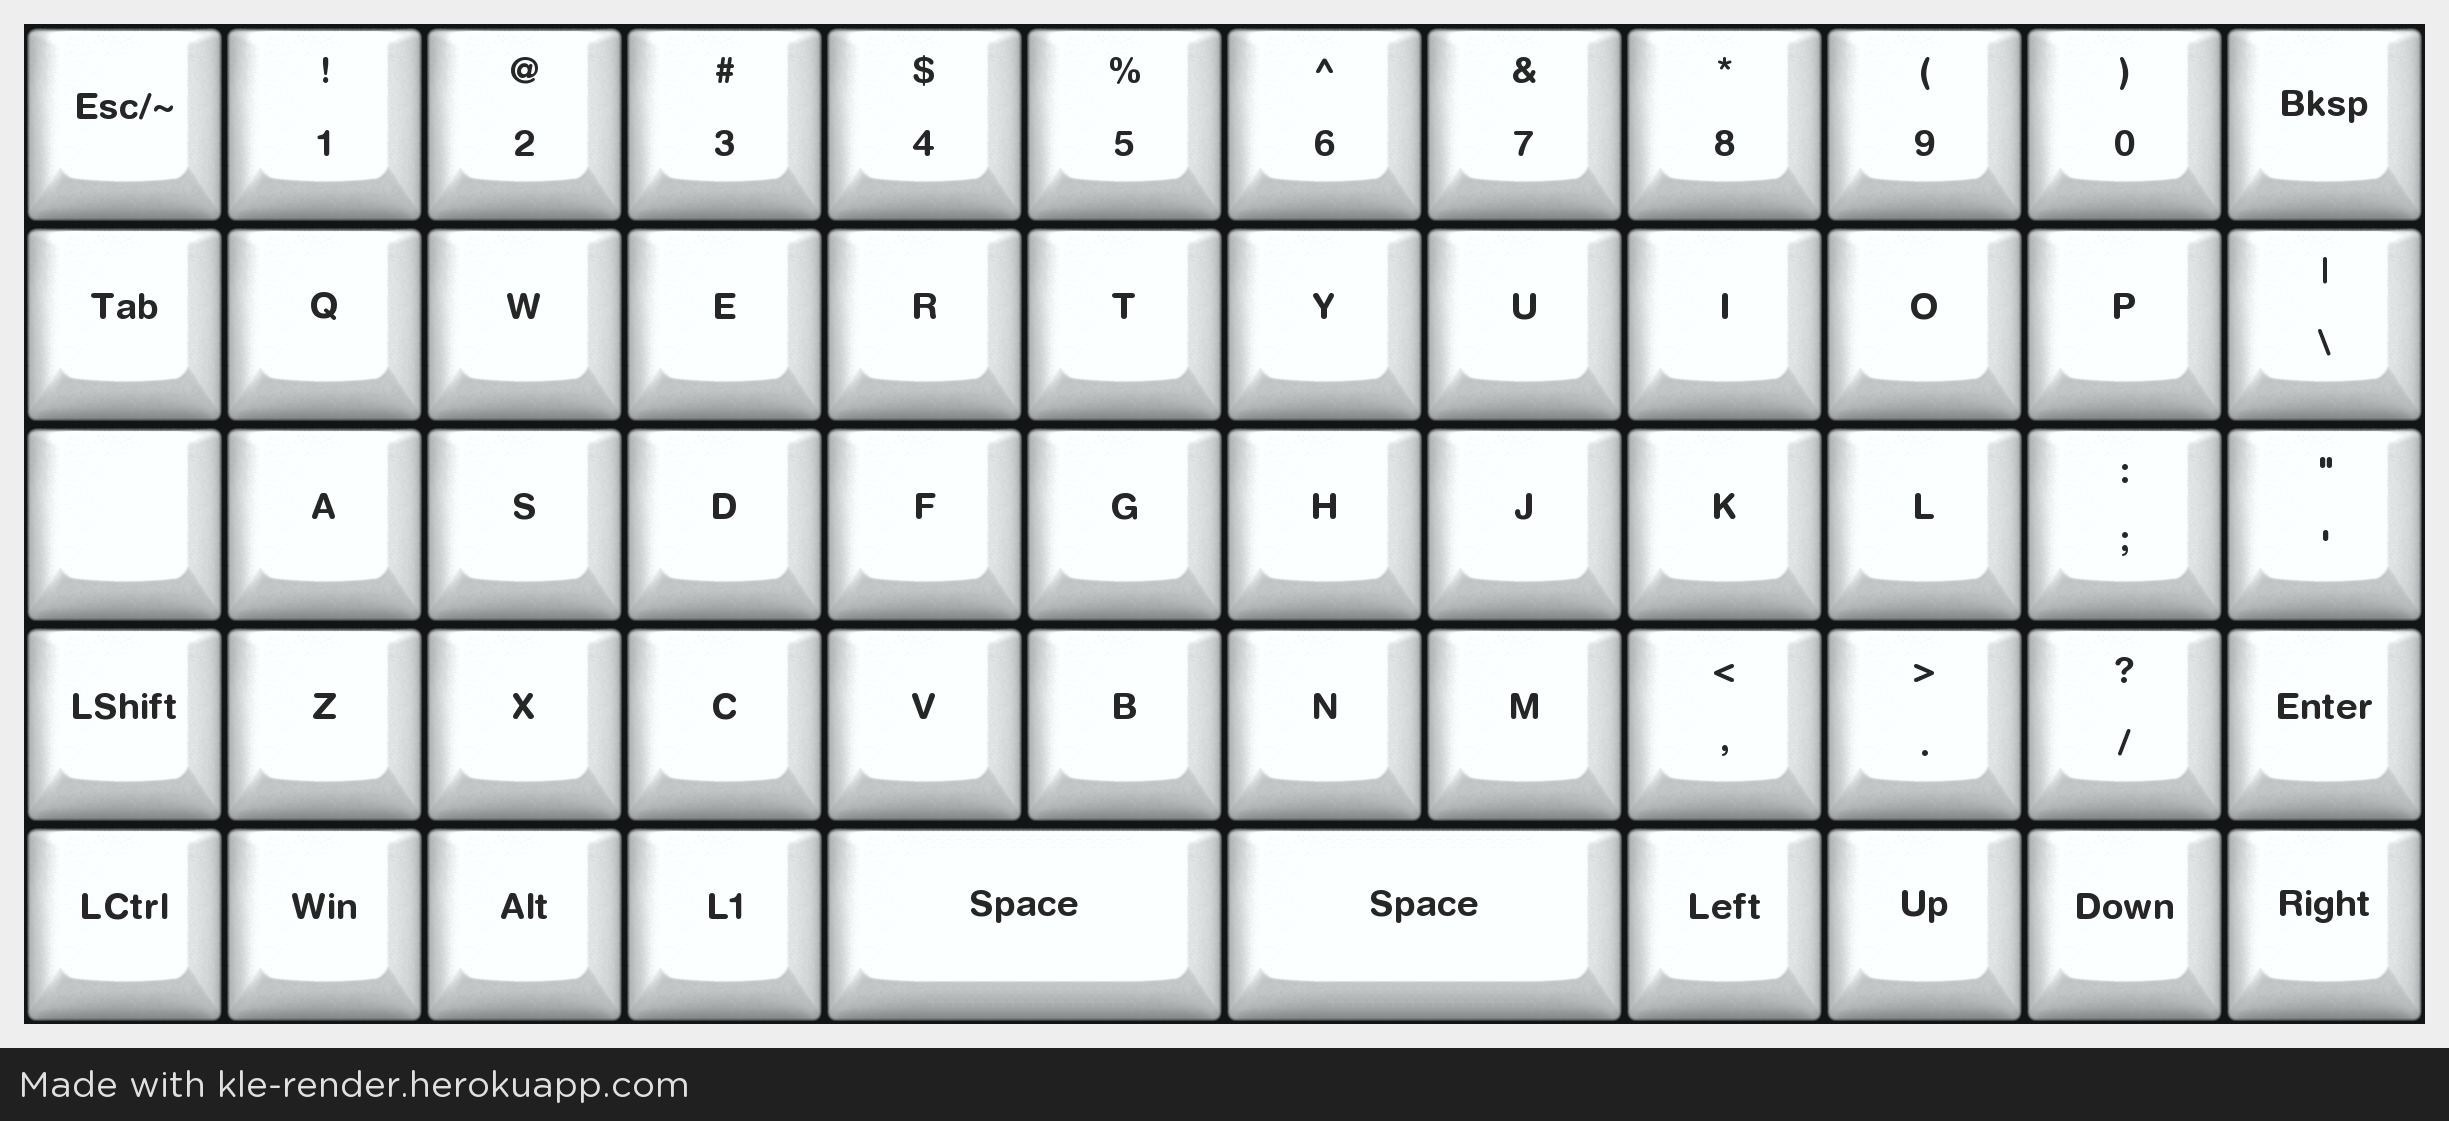 Esc/~ ! @ # $ % ^ & * ( ) Bksp
1 2 3 4 5 6 7 8 9 0
Tab Q W E R T Y U I O P |
\
A S D F G H J K L : "
; '
LShift Z X C V B N M < > ? Enter
, . /
LCtrl Win Alt L1 Space Space Left Up Down Right
Made with kle-render.herokuapp.com